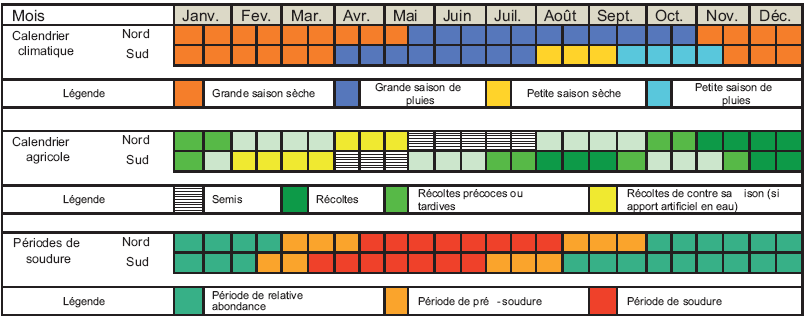 Mois Janv. Fev. Mar. Avr. Mai Juin Juil. Août Sept. Oct. Nov. Déc.
Calendrier climatique Nord
Sud
Légende Grande saison sèche Grande saison de pluies Petite saison sèche Petite saison de pluies
Calendrier agricole Nord
Sud
Légende Semis Récoltes Récoltes précoces ou tardives Récoltes de contre sa ison (si apport artificiel en eau)
Périodes de soudure Nord
Sud
Légende Période de relative abondance Période de pré -soudure Période de soudure